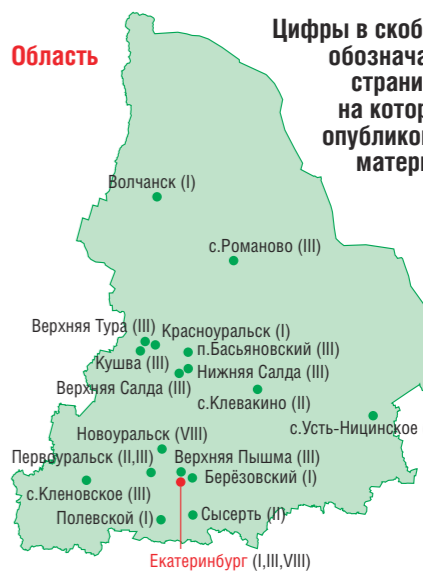 Область
Цифры в скоб
обознача
страни
на котор
опубликов
матери
Волчанск (I)
с.Романово (III)
Верхняя Тура (III)
Красноуральск (I)
п.Басьяновский (III)
Кушва (III)
Нижняя Салда (III)
Верхняя Салда (III)
с.Клевакино (II)
с.Усть-Ницинское
Новоуральск (VIII)
Первоуральск (II,III)
Верхняя Пышма (III)
Берёзовский (I)
с.Кленовское (III)
Полевской (I)
Сысерть (II)
Екатеринбург (I,III,VIII)